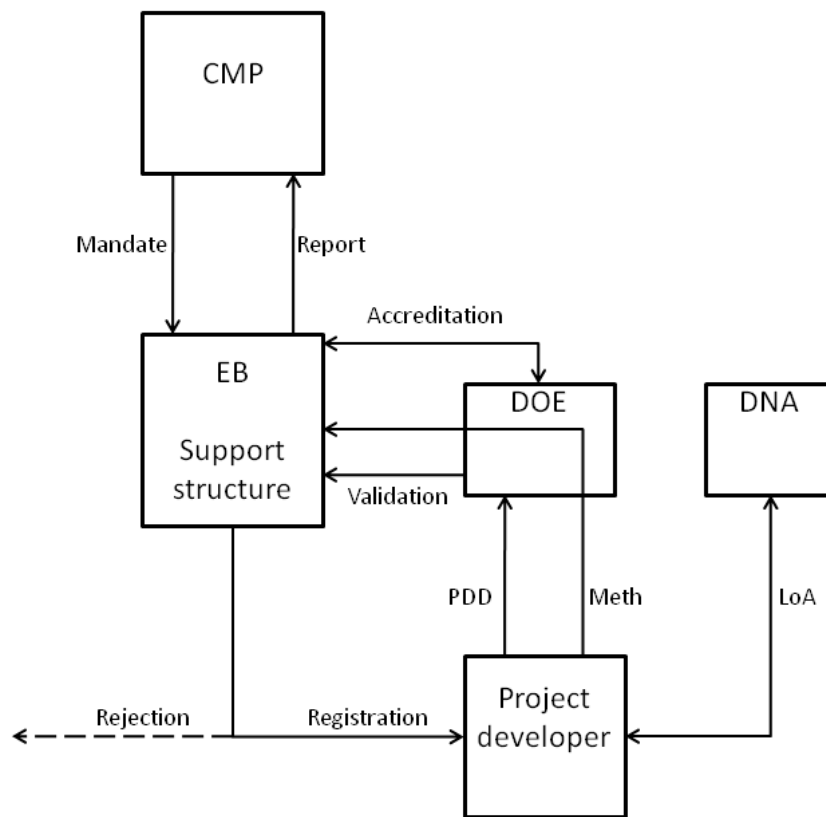 CMP
Mandate
Report
Accreditation
EB
DOE
DNA
Support
structure
Validation
PDD
Meth
LoA
Project
developer
Rejection
Registration